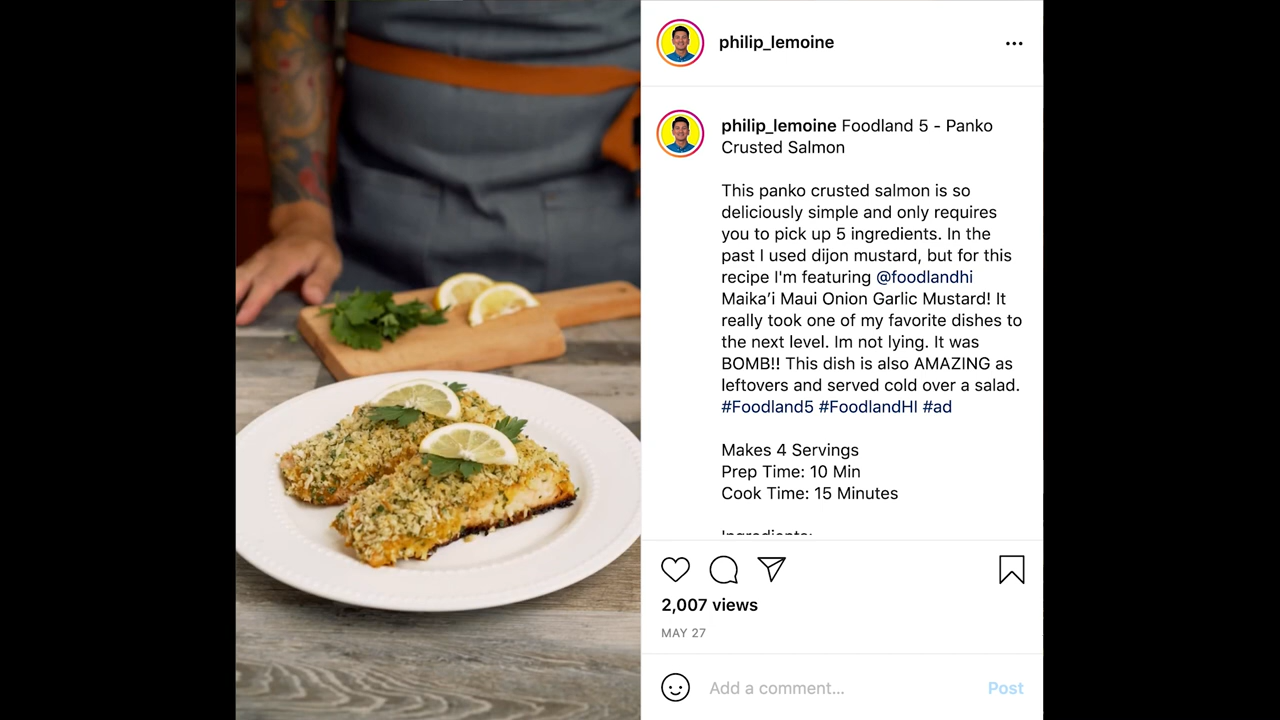 philip_lemoine
philip_lemoine Foodland 5 - Panko
Crusted Salmon
This panko crusted salmon is so
deliciously simple and only requires
you to pick up 5 ingredients. In the
past I used dijon mustard, but for this
recipe I'm featuring @foodlandhi
Maika‘i Maui Onion Garlic Mustard! It
really took one of my favorite dishes to
the next level. Im not lying. It was
BOMB!! This dish is also AMAZING as
leftovers and served cold over a salad.
#Foodland5 #FoodlandHI #ad
Makes 4 Servings
Prep Time: 10 Min
Cook Time: 15 Minutes
Ingredients:
2,007 views
MAY 27
Add a comment...
Post